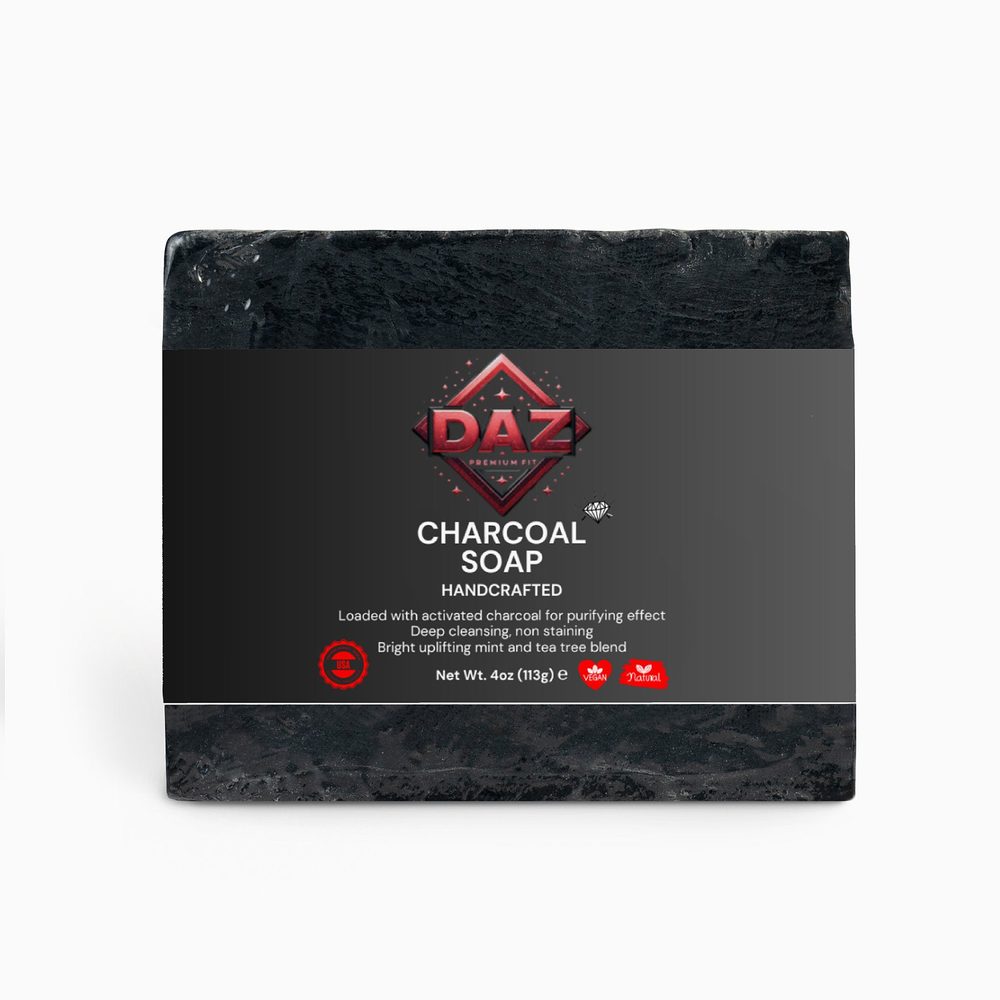 DAZ
PREMIUM FIT
CHARCOAL
SOAP
HANDCRAFTED
Loaded with activated charcoal for purifying effect
Deep cleansing, non staining
Bright uplifting mint and tea tree blend
USA
Net Wt. 4oz (113g) ℮
VEGAN
Natural